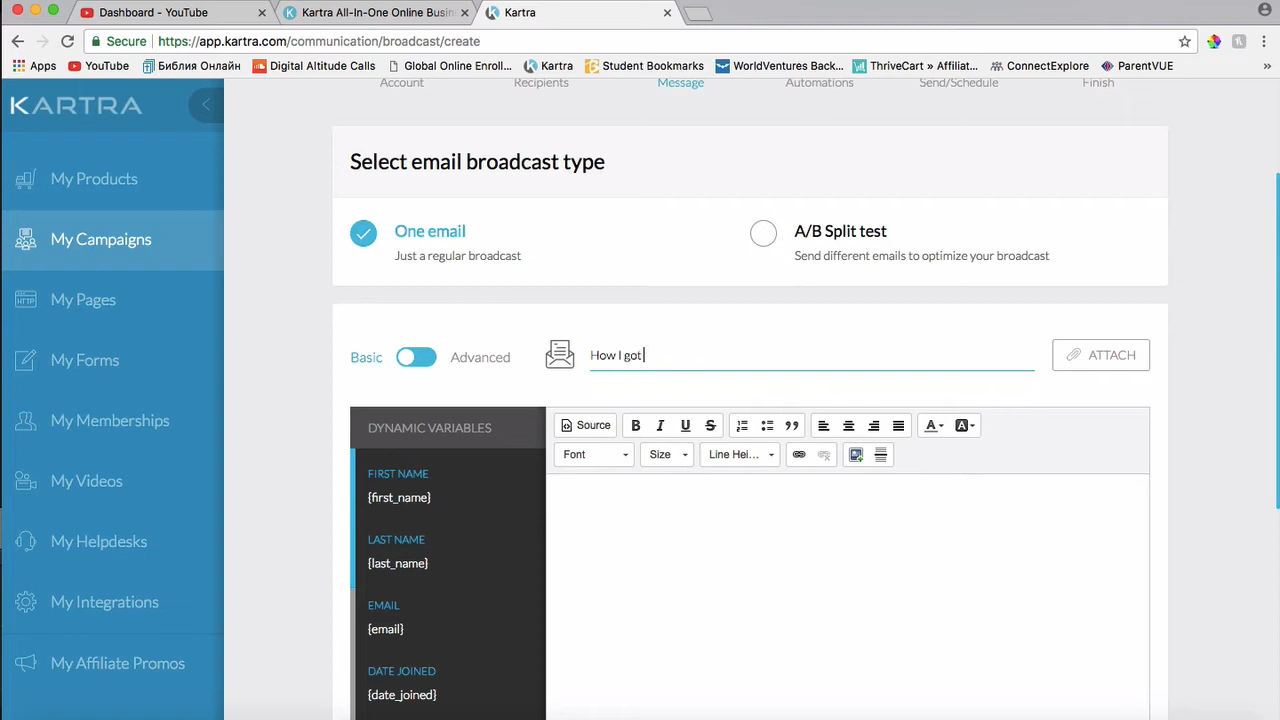 Dashboard - YouTube
Kartra All-In-One Online Busin
Kartra
Secure https://app.kartra.com/communication/broadcast/create
Apps YouTube Библия Онлайн Digital Altitude Calls Global Online Enroll... Kartra Student Bookmarks WorldVentures Back... ThriveCart » Affiliat... ConnectExplore ParentVUE »
KARTRA
Account Recipients Message Automations Send/Schedule Finish
My Products
My Campaigns
My Pages
HTTP
My Forms
My Memberships
My Videos
My Helpdesks
My Integrations
My Affiliate Promos
Select email broadcast type
One email
Just a regular broadcast
A/B Split test
Send different emails to optimize your broadcast
Basic Advanced
How I got
ATTACH
DYNAMIC VARIABLES
FIRST NAME
{first_name}
LAST NAME
{last_name}
EMAIL
{email}
DATE JOINED
{date_joined}
Source B I U S A A
Font Size Line Hei...